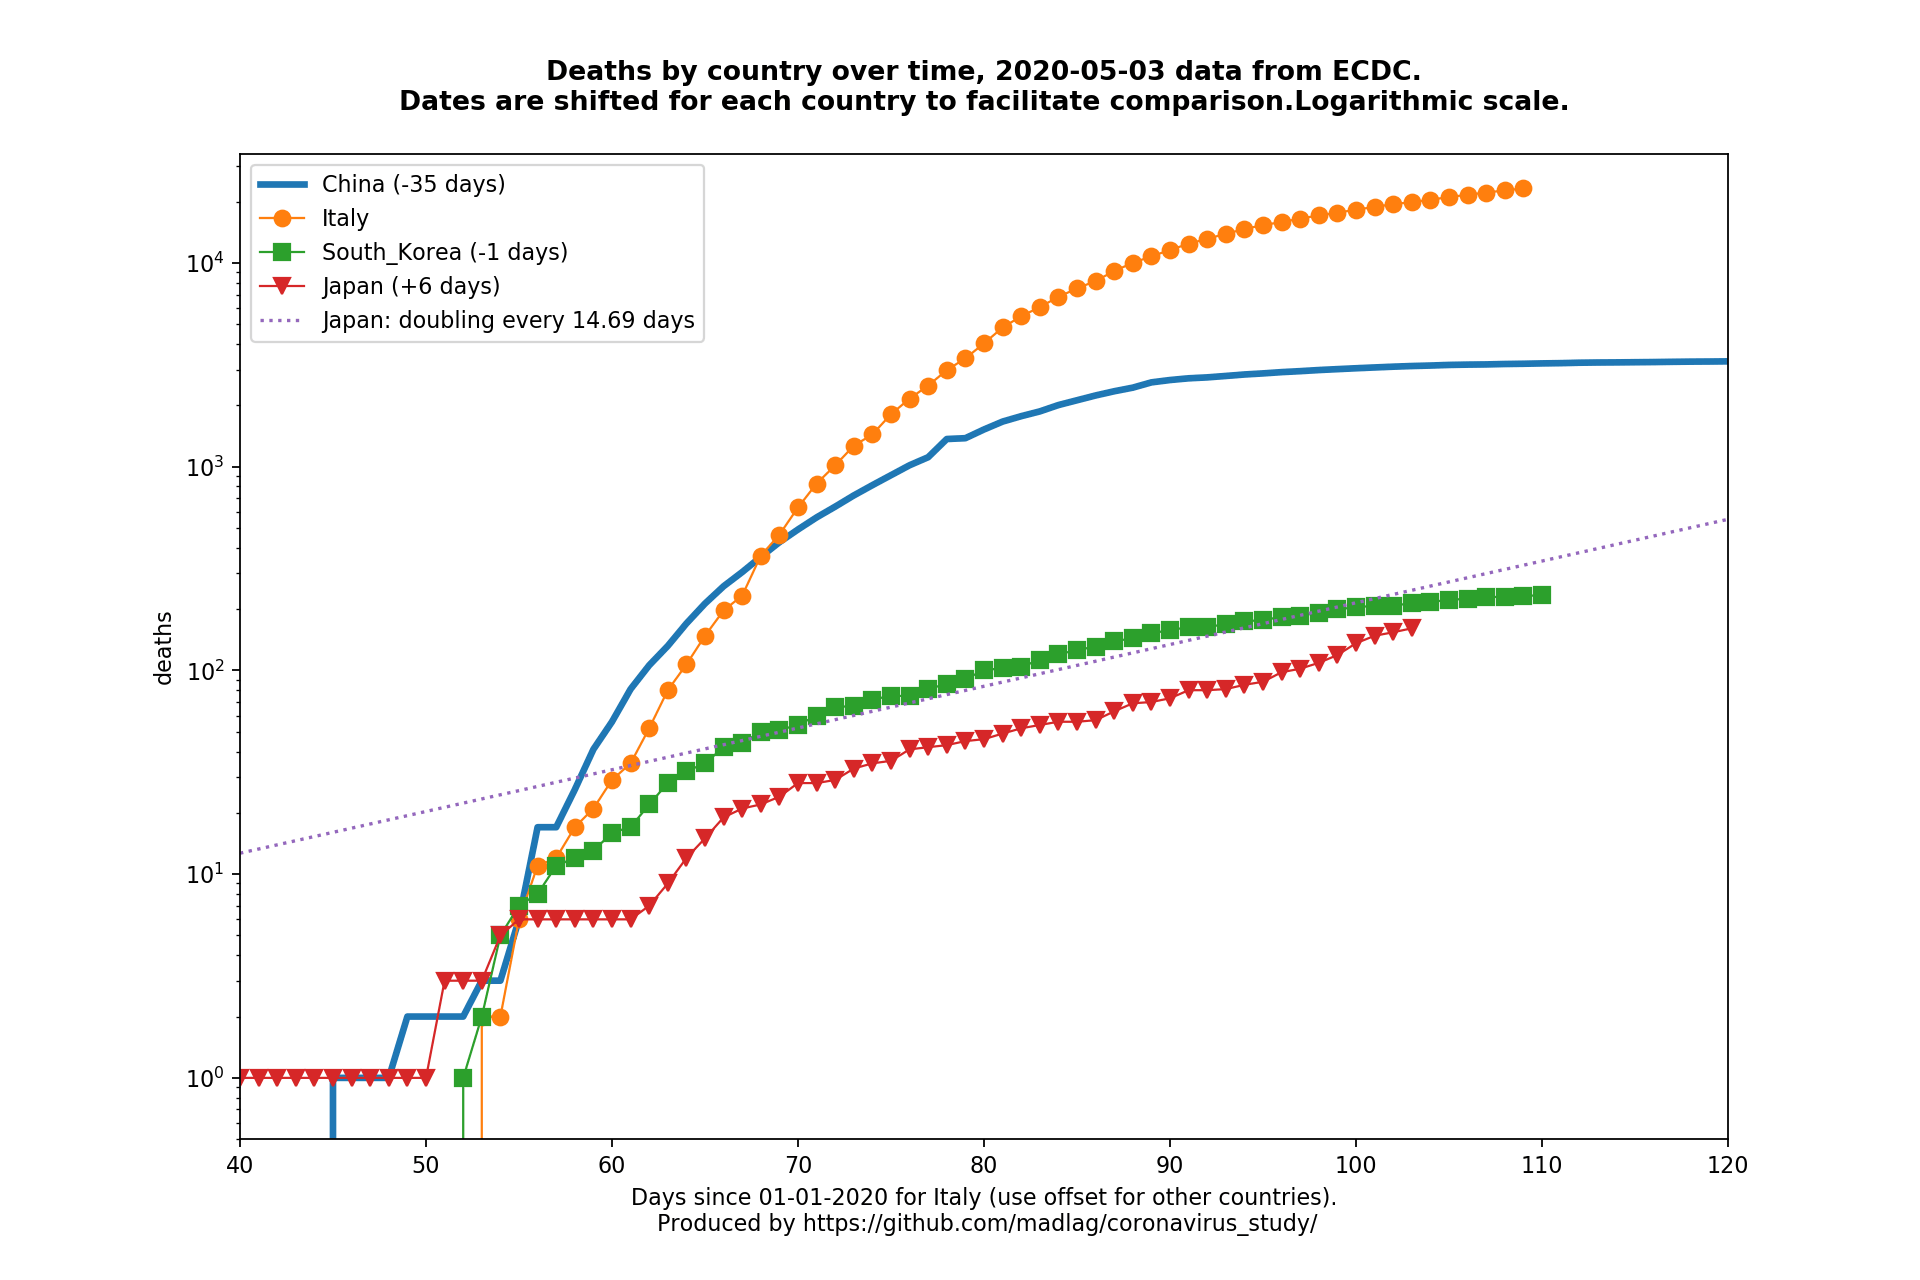 Deaths by country over time, 2020-05-03 data from ECDC.
Dates are shifted for each country to facilitate comparison.Logarithmic scale.
China (-35 days)
Italy
South_Korea (-1 days)
Japan (+6 days)
Japan: doubling every 14.69 days
deaths
10⁴
10³
10²
10¹
10⁰
40 50 60 70 80 90 100 110 120
Days since 01-01-2020 for Italy (use offset for other countries).
Produced by https://github.com/madlag/coronavirus_study/